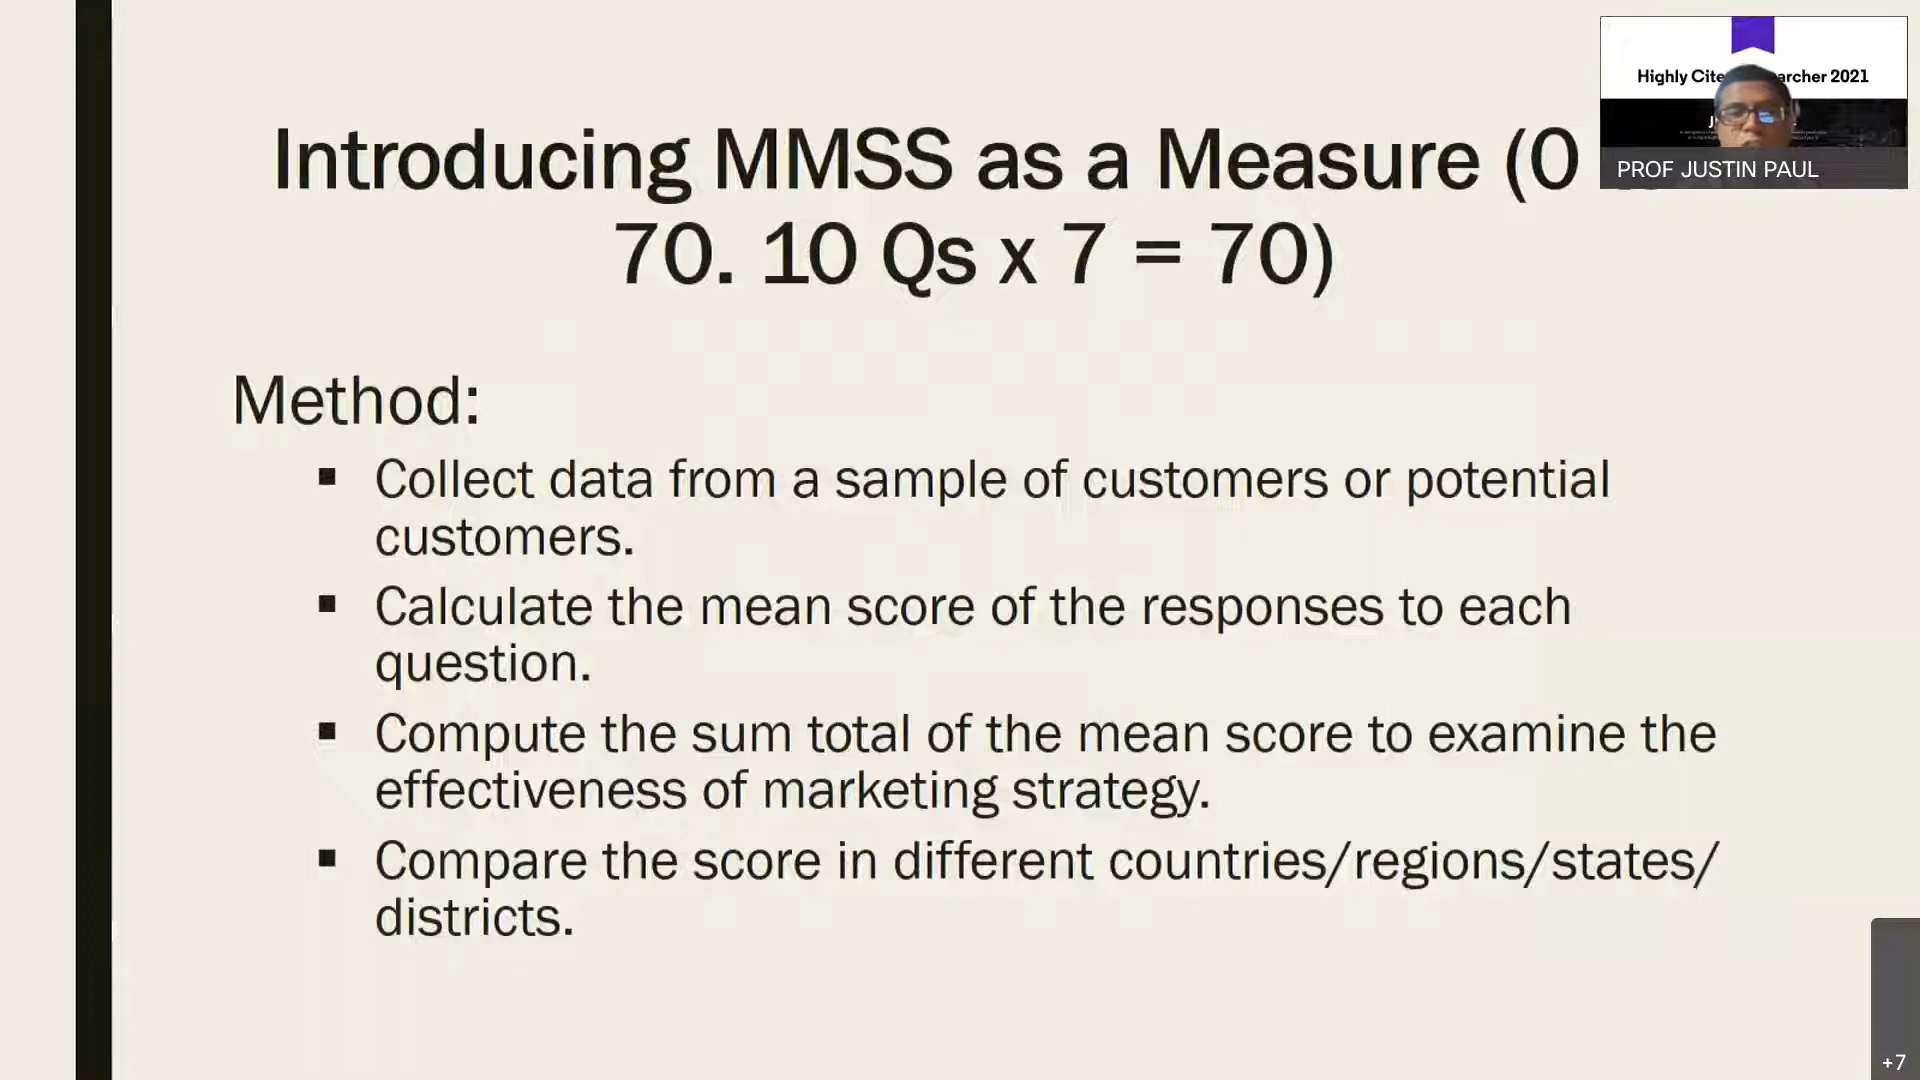 Highly Cite archer 2021
PROF JUSTIN PAUL
Introducing MMSS as a Measure (0
70. 10 Qs x 7 = 70)
Method:
▪ Collect data from a sample of customers or potential
customers.
▪ Calculate the mean score of the responses to each
question.
▪ Compute the sum total of the mean score to examine the
effectiveness of marketing strategy.
▪ Compare the score in different countries/regions/states/
districts.
+7